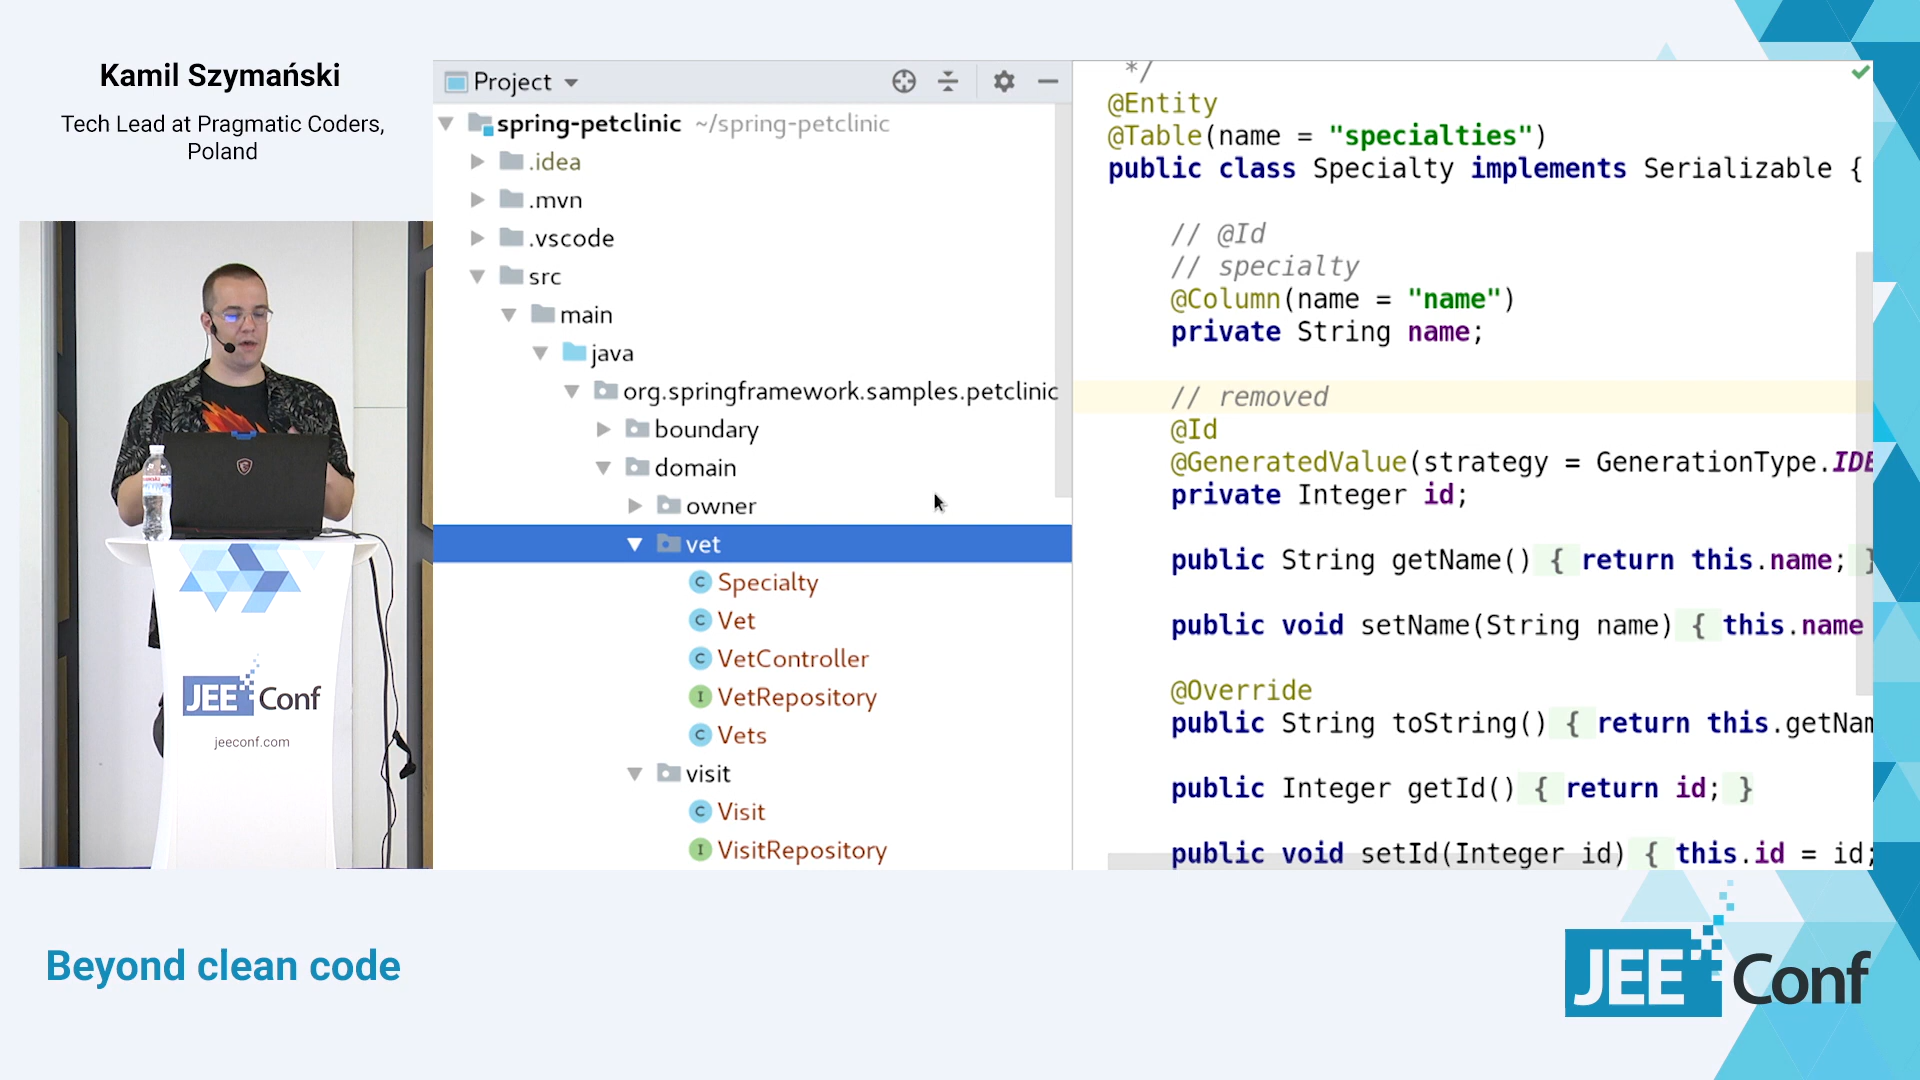 Kamil Szymański
Tech Lead at Pragmatic Coders,
Poland
Project
spring-petclinic ~/spring-petclinic
.idea
.mvn
.vscode
src
main
java
org.springframework.samples.petclinic
boundary
domain
owner
vet
C Specialty
C Vet
C VetController
I VetRepository
C Vets
visit
C Visit
I VisitRepository
*/
@Entity
@Table(name = "specialties")
public class Specialty implements Serializable {
// @Id
// specialty
@Column(name = "name")
private String name;
// removed
@Id
@GeneratedValue(strategy = GenerationType.IDE
private Integer id;
public String getName() { return this.name; }
public void setName(String name) { this.name
@Override
public String toString() { return this.getNam
public Integer getId() { return id; }
public void setId(Integer id) { this.id = id;
JEE Conf
jeeconf.com
Beyond clean code
JEE Conf